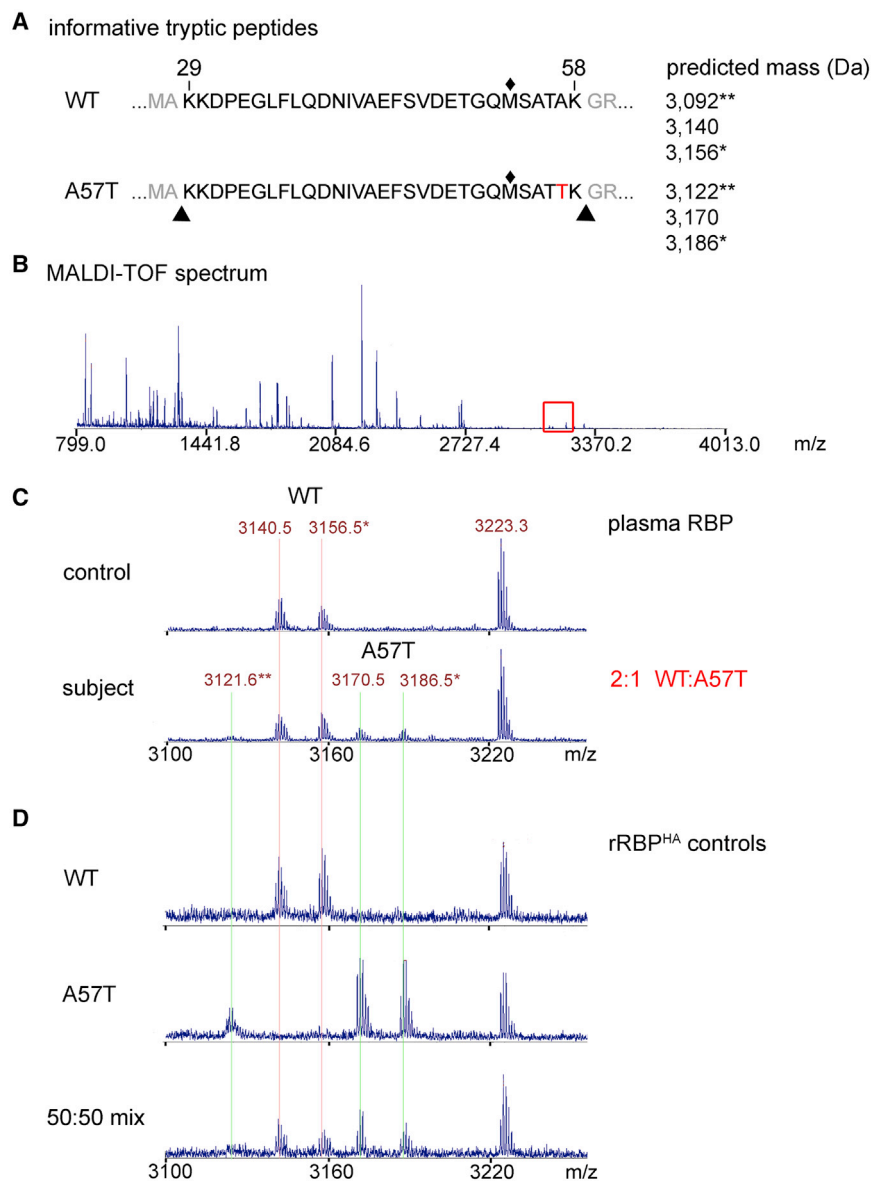 A informative tryptic peptides
29 58 predicted mass (Da)
WT ...MA KKDPEGLFLQDNIVAEFSVDETGQMSATAK GR... 3,092**
3,140
3,156*
A57T ...MA KKDPEGLFLQDNIVAEFSVDETGQMSATTK GR... 3,122**
3,170
3,186*
B MALDI-TOF spectrum
799.0 1441.8 2084.6 2727.4 3370.2 4013.0 m/z
C WT
3140.5 3156.5* 3223.3 plasma RBP
control
A57T
subject 3121.6** 3170.5 3186.5* 2:1 WT:A57T
3100 3160 3220 m/z
D rRBPHA controls
WT
A57T
50:50 mix
3100 3160 3220 m/z